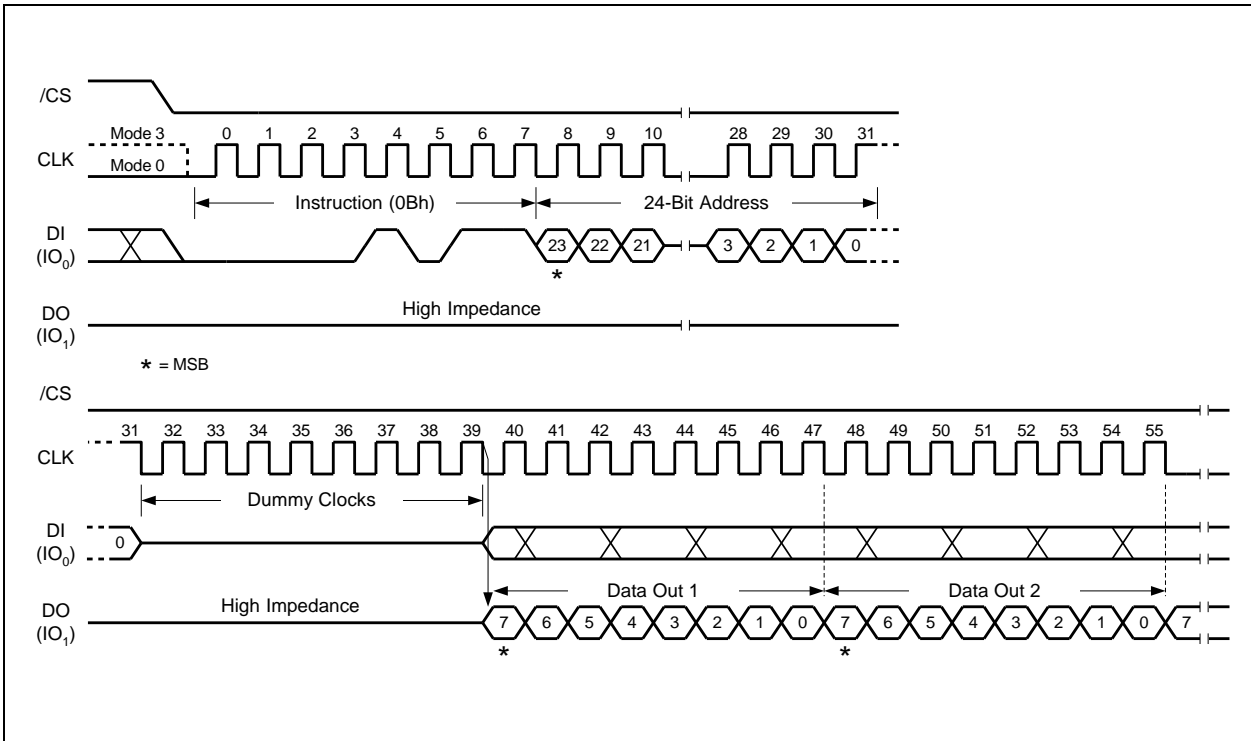 /CS
Mode 3 0 1 2 3 4 5 6 7 8 9 10 28 29 30 31
CLK
Mode 0
Instruction (0Bh) 24-Bit Address
DI
(IO0) 23 22 21 3 2 1 0
*
DO High Impedance
(IO1)
* = MSB
/CS
31 32 33 34 35 36 37 38 39 40 41 42 43 44 45 46 47 48 49 50 51 52 53 54 55
CLK
Dummy Clocks
DI
(IO0) 0
Data Out 1 Data Out 2
DO High Impedance
(IO1) 7 6 5 4 3 2 1 0 7 6 5 4 3 2 1 0 7
* *